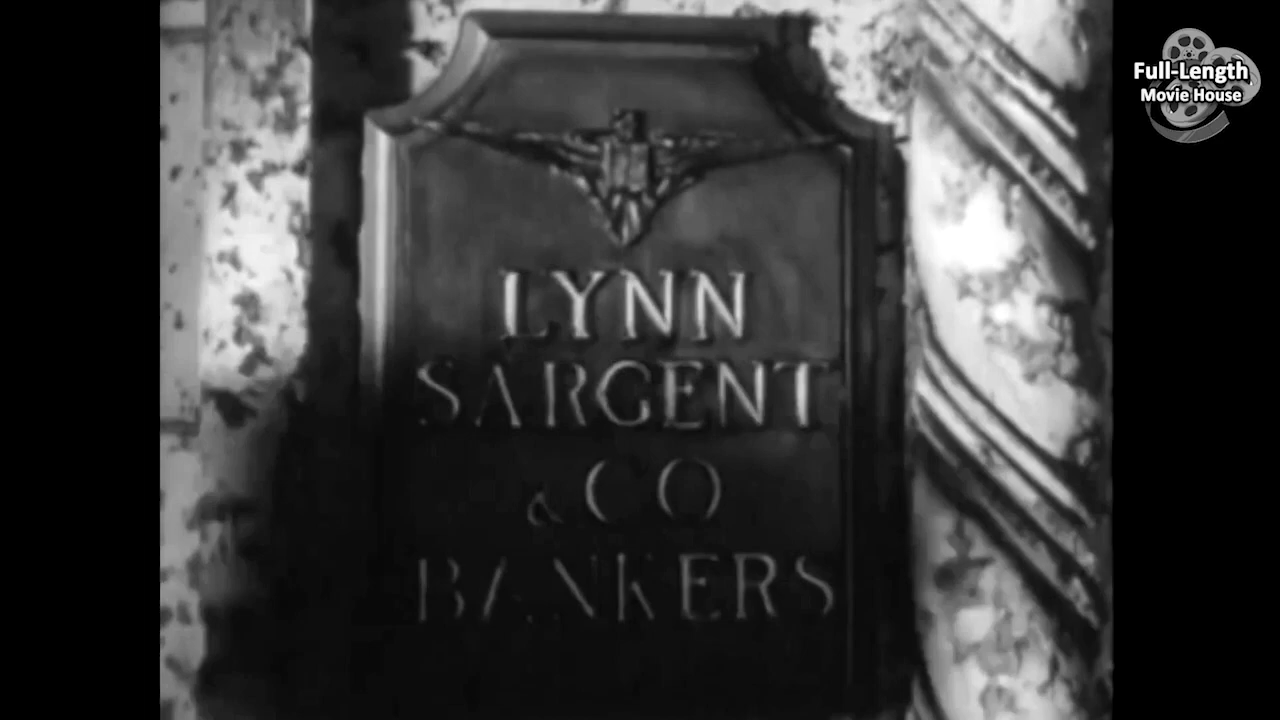 Full-Length
Movie House
LYNN
SARGENT
& CO
BANKERS